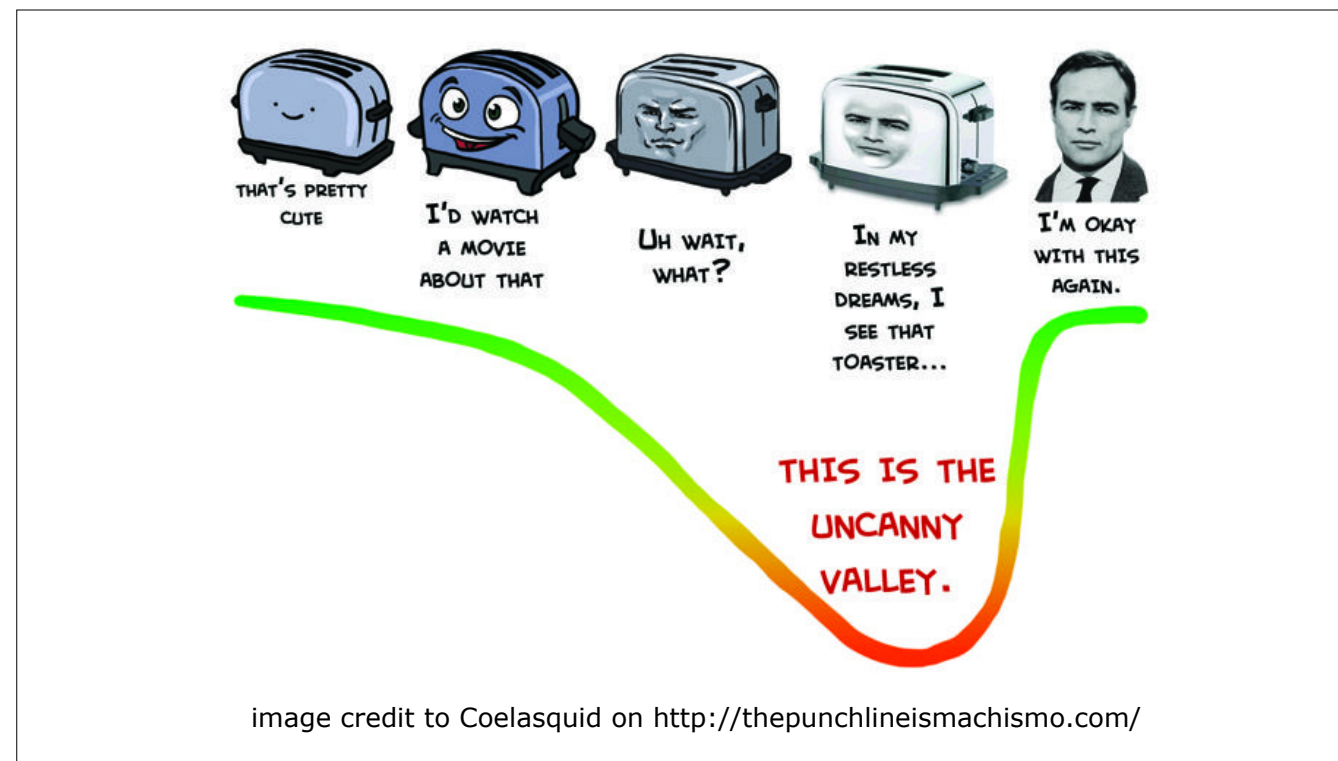 THAT'S PRETTY
CUTE
I'D WATCH
A MOVIE
ABOUT THAT
UH WAIT,
WHAT?
IN MY
RESTLESS
DREAMS, I
SEE THAT
TOASTER...
I'M OKAY
WITH THIS
AGAIN.
THIS IS THE
UNCANNY
VALLEY.
image credit to Coelasquid on http://thepunchlineismachismo.com/